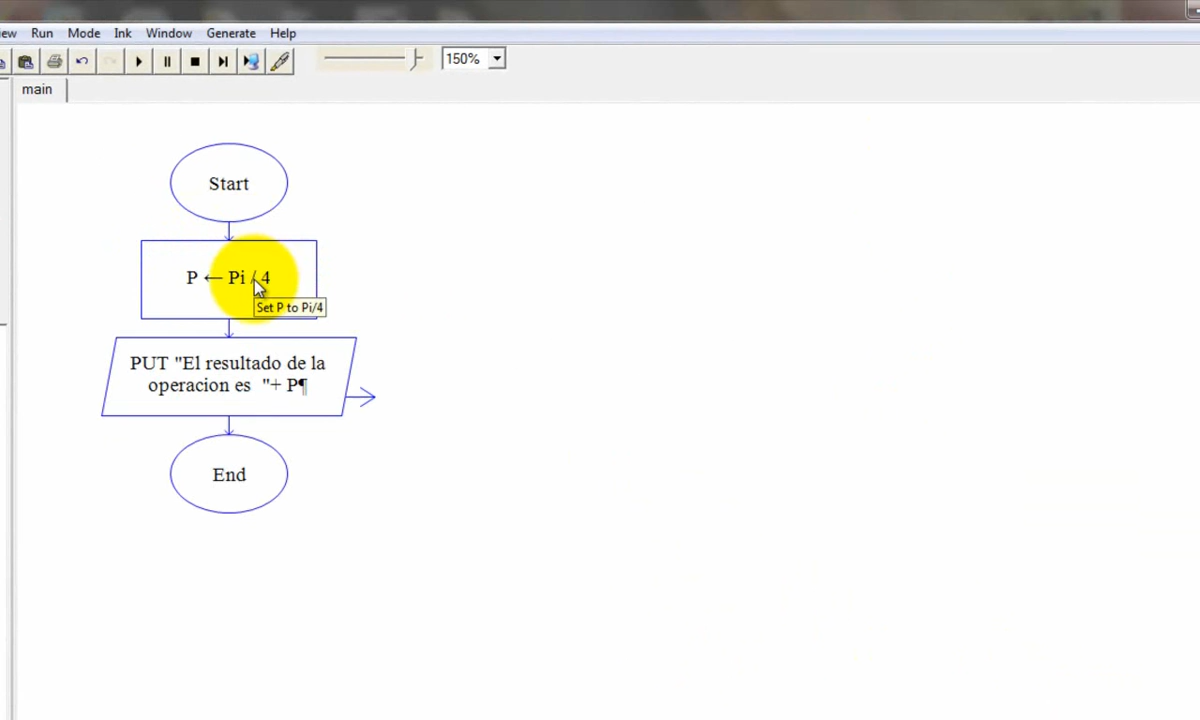 ew Run Mode Ink Window Generate Help
150%
main
Start
P ← Pi / 4
Set P to Pi/4
PUT "El resultado de la
operacion es "+ P¶
End